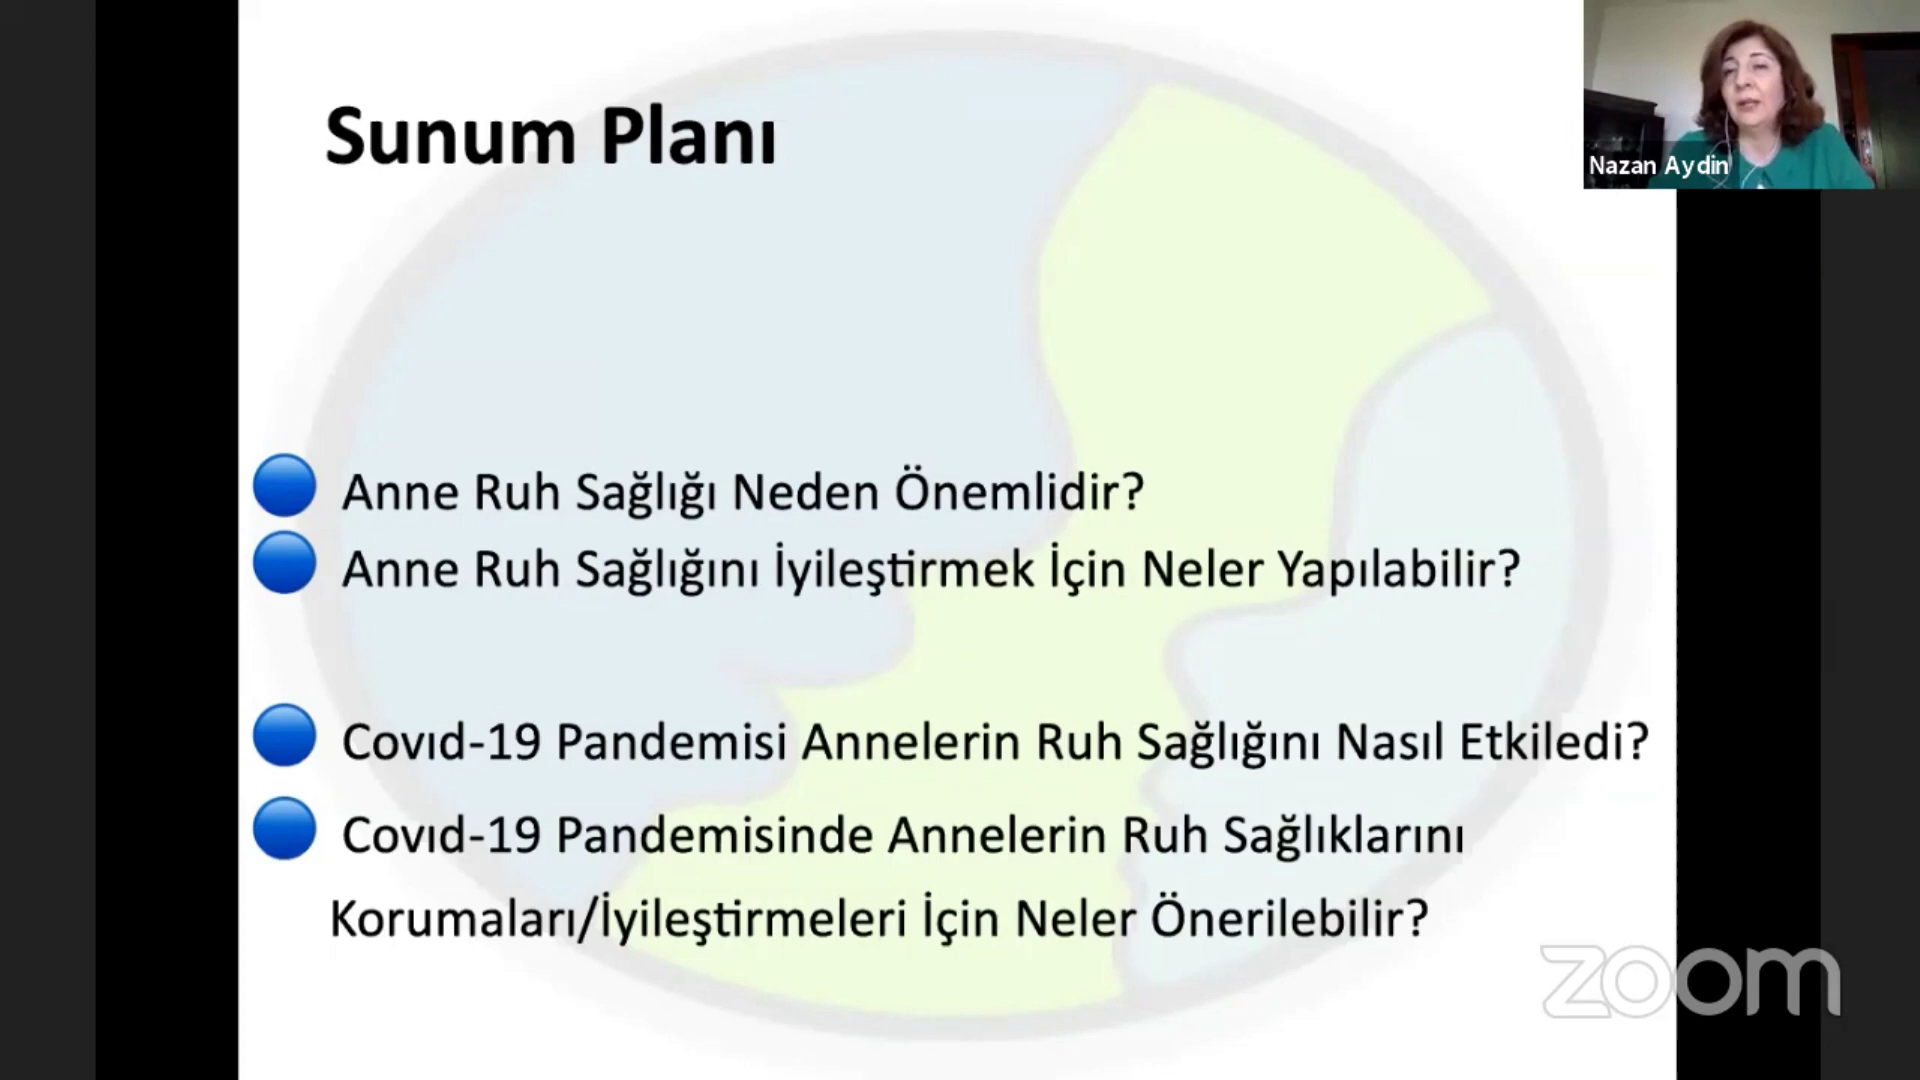 Sunum Planı
Nazan Aydin
Anne Ruh Sağlığı Neden Önemlidir?
Anne Ruh Sağlığını İyileştirmek İçin Neler Yapılabilir?
Covıd-19 Pandemisi Annelerin Ruh Sağlığını Nasıl Etkiledi?
Covıd-19 Pandemisinde Annelerin Ruh Sağlıklarını
Korumaları/İyileştirmeleri İçin Neler Önerilebilir?
zoom